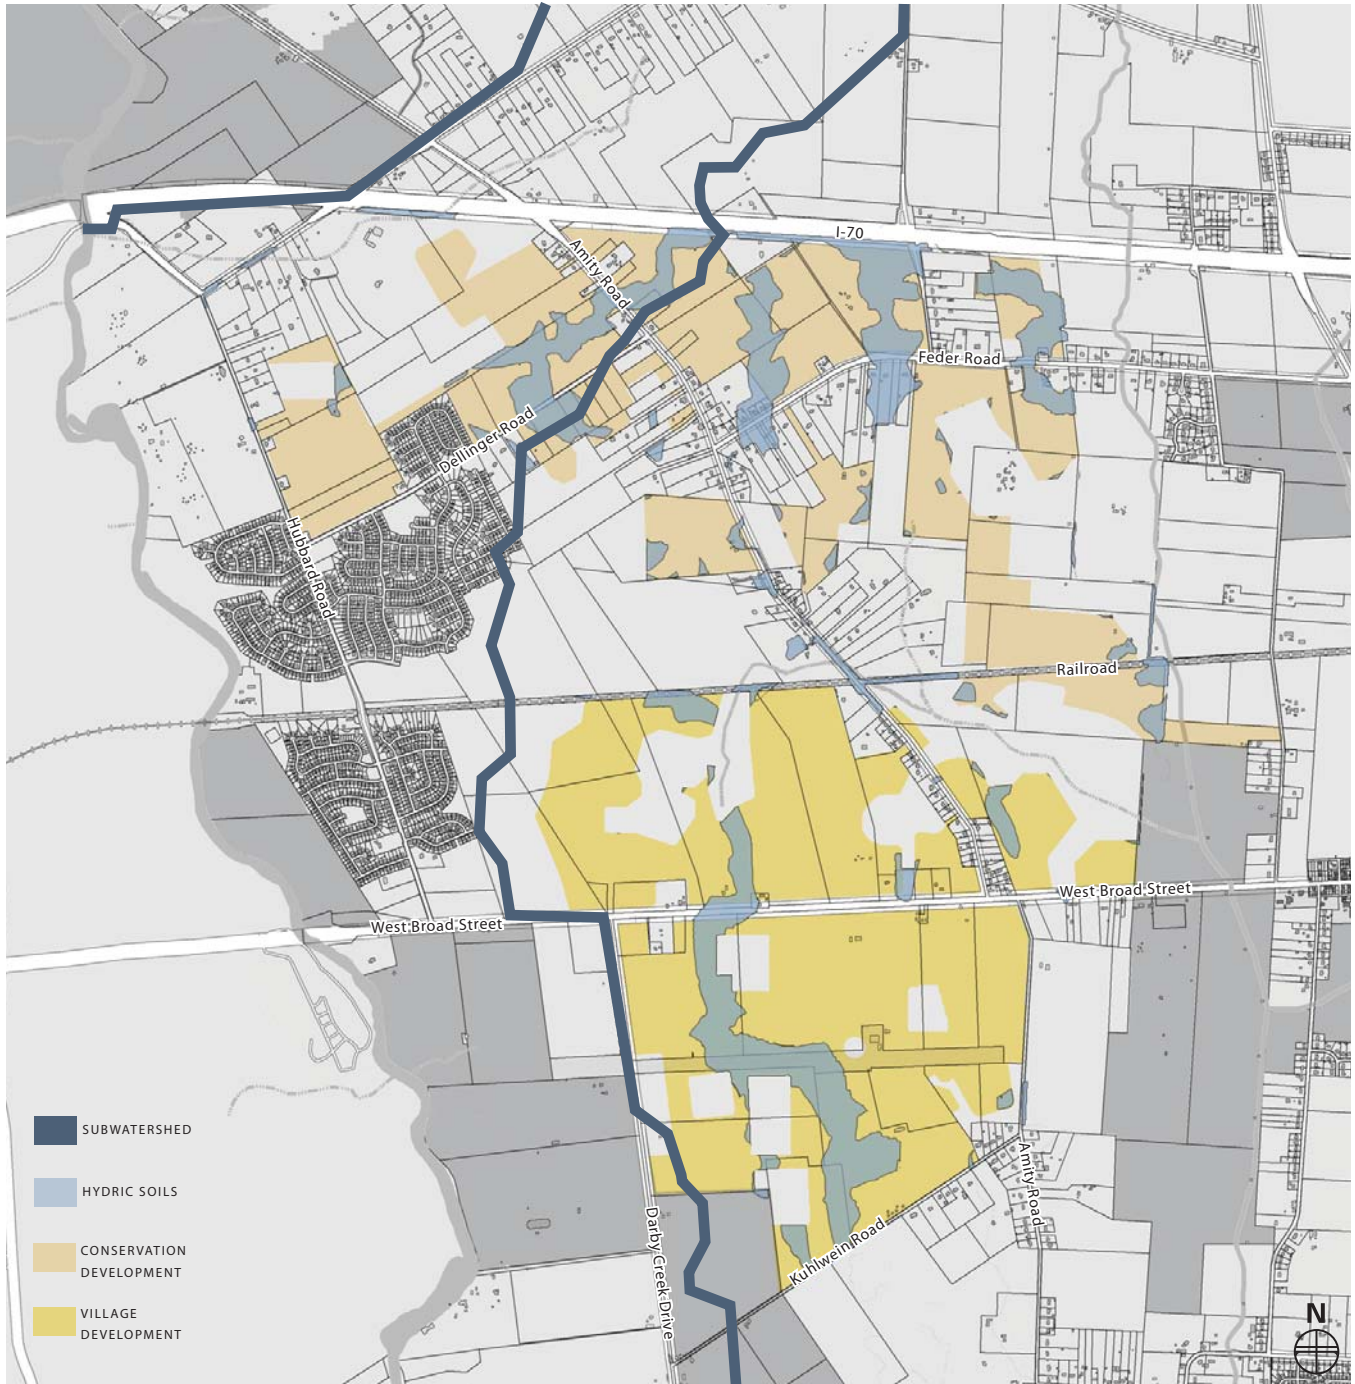 I-70
Amity Road
Feder Road
Dellinger Road
Hubbard Road
Railroad
West Broad Street
West Broad Street
SUBWATERSHED
HYDRIC SOILS
Amity Road
Darby Creek Drive
Kuhlwein Road
CONSERVATION
DEVELOPMENT
VILLAGE
DEVELOPMENT
N